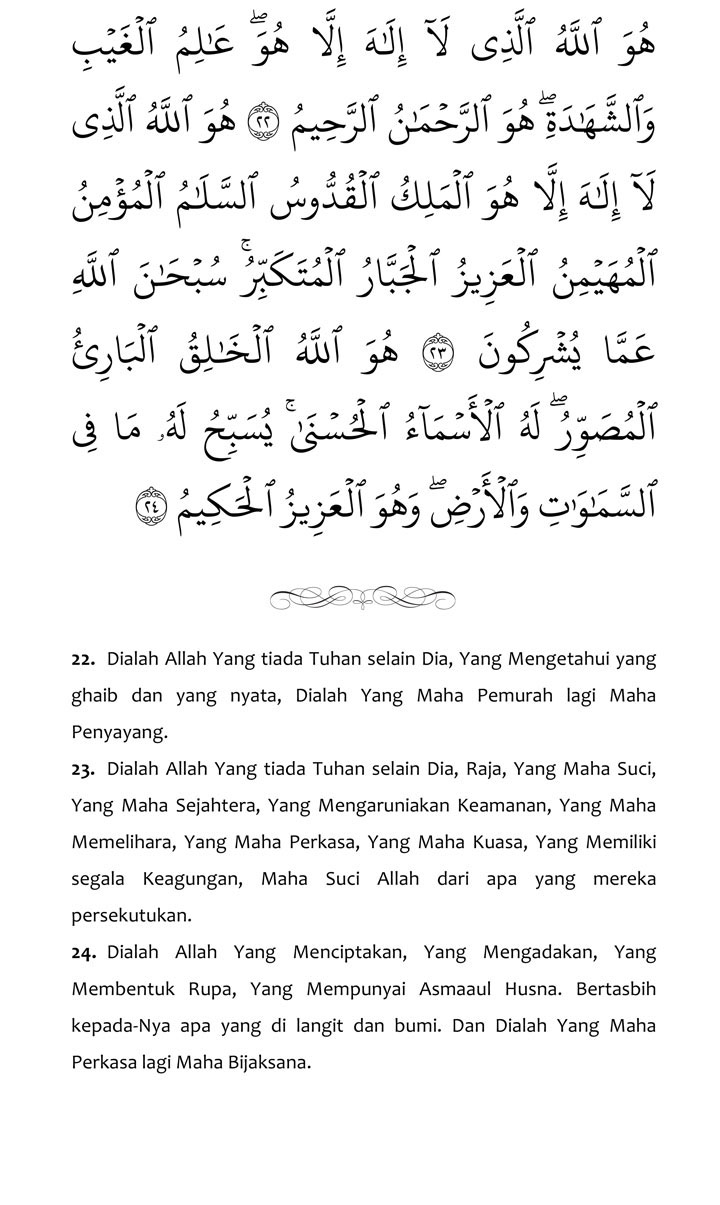 هُوَ ٱللَّهُ ٱلَّذِى لَآ إِلَـٰهَ إِلَّا هُوَ ۖ عَـٰلِمُ ٱلْغَيْبِ
وَٱلشَّهَـٰدَةِ ۖ هُوَ ٱلرَّحْمَـٰنُ ٱلرَّحِيمُ ۝٢٢ هُوَ ٱللَّهُ ٱلَّذِى
لَآ إِلَـٰهَ إِلَّا هُوَ ٱلْمَلِكُ ٱلْقُدُّوسُ ٱلسَّلَـٰمُ ٱلْمُؤْمِنُ
ٱلْمُهَيْمِنُ ٱلْعَزِيزُ ٱلْجَبَّارُ ٱلْمُتَكَبِّرُ ۚ سُبْحَـٰنَ ٱللَّهِ
عَمَّا يُشْرِكُونَ ۝٢٣ هُوَ ٱللَّهُ ٱلْخَـٰلِقُ ٱلْبَارِئُ
ٱلْمُصَوِّرُ ۖ لَهُ ٱلْأَسْمَآءُ ٱلْحُسْنَىٰ ۚ يُسَبِّحُ لَهُۥ مَا فِى
ٱلسَّمَـٰوَٰتِ وَٱلْأَرْضِ ۖ وَهُوَ ٱلْعَزِيزُ ٱلْحَكِيمُ ۝٢٤
22. Dialah Allah Yang tiada Tuhan selain Dia, Yang Mengetahui yang
ghaib dan yang nyata, Dialah Yang Maha Pemurah lagi Maha
Penyayang.
23. Dialah Allah Yang tiada Tuhan selain Dia, Raja, Yang Maha Suci,
Yang Maha Sejahtera, Yang Mengaruniakan Keamanan, Yang Maha
Memelihara, Yang Maha Perkasa, Yang Maha Kuasa, Yang Memiliki
segala Keagungan, Maha Suci Allah dari apa yang mereka
persekutukan.
24. Dialah Allah Yang Menciptakan, Yang Mengadakan, Yang
Membentuk Rupa, Yang Mempunyai Asmaaul Husna. Bertasbih
kepada-Nya apa yang di langit dan bumi. Dan Dialah Yang Maha
Perkasa lagi Maha Bijaksana.